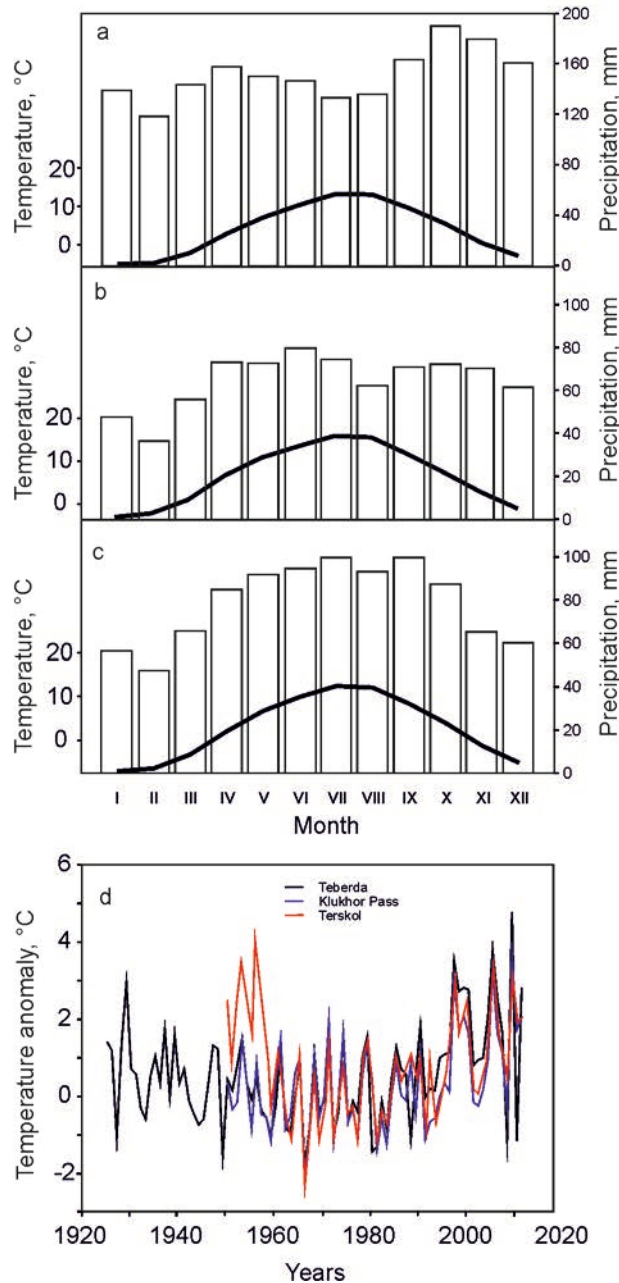 a
Temperature, °C
20
10
0
Precipitation, mm
200
160
120
80
40
0
b
Temperature, °C
20
10
0
Precipitation, mm
100
80
60
40
20
0
c
Temperature, °C
20
10
0
Precipitation, mm
100
80
60
40
20
0
I II III IV V VI VII VIII IX X XI XII
Month
d
Temperature anomaly, °C
6
4
2
0
-2
Teberda
Klukhor Pass
Terskol
1920 1940 1960 1980 2000 2020
Years